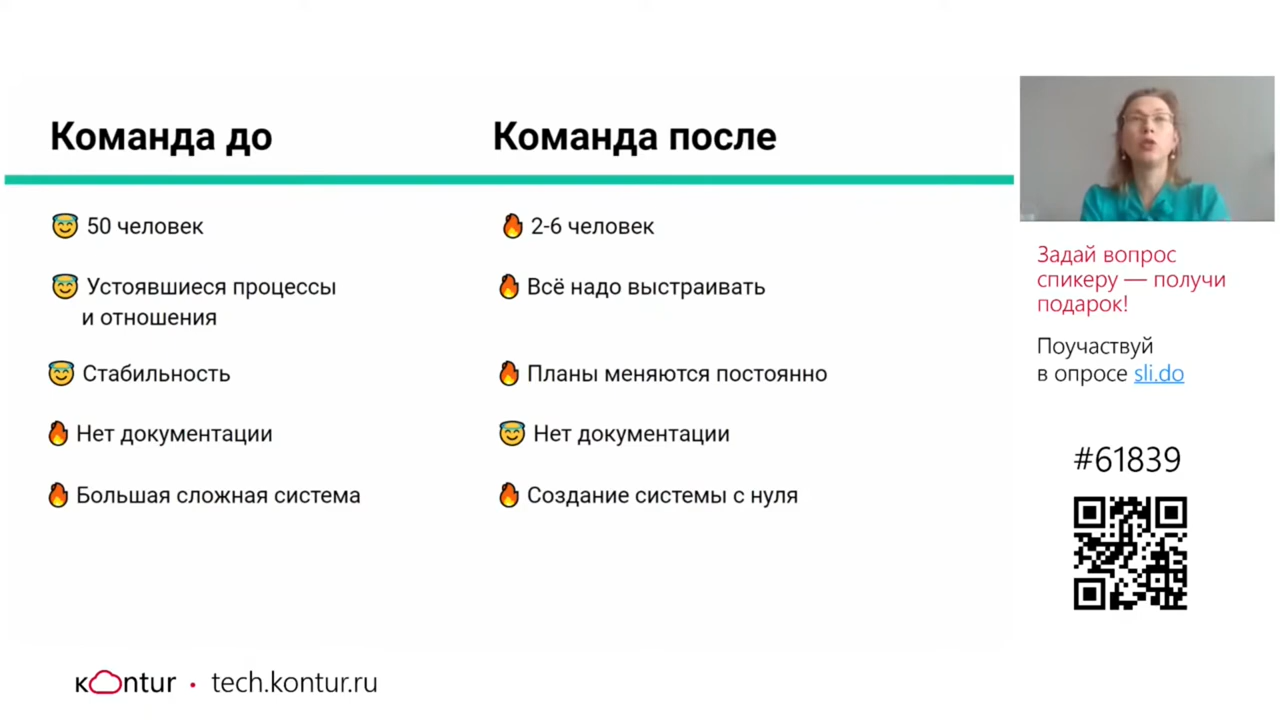 Команда до
Команда после
50 человек
2-6 человек
Устоявшиеся процессы
и отношения
Всё надо выстраивать
Стабильность
Планы меняются постоянно
Нет документации
Нет документации
Большая сложная система
Создание системы с нуля
Задай вопрос
спикеру — получи
подарок!
Поучаствуй
в опросе sli.do
#61839
кontur • tech.kontur.ru